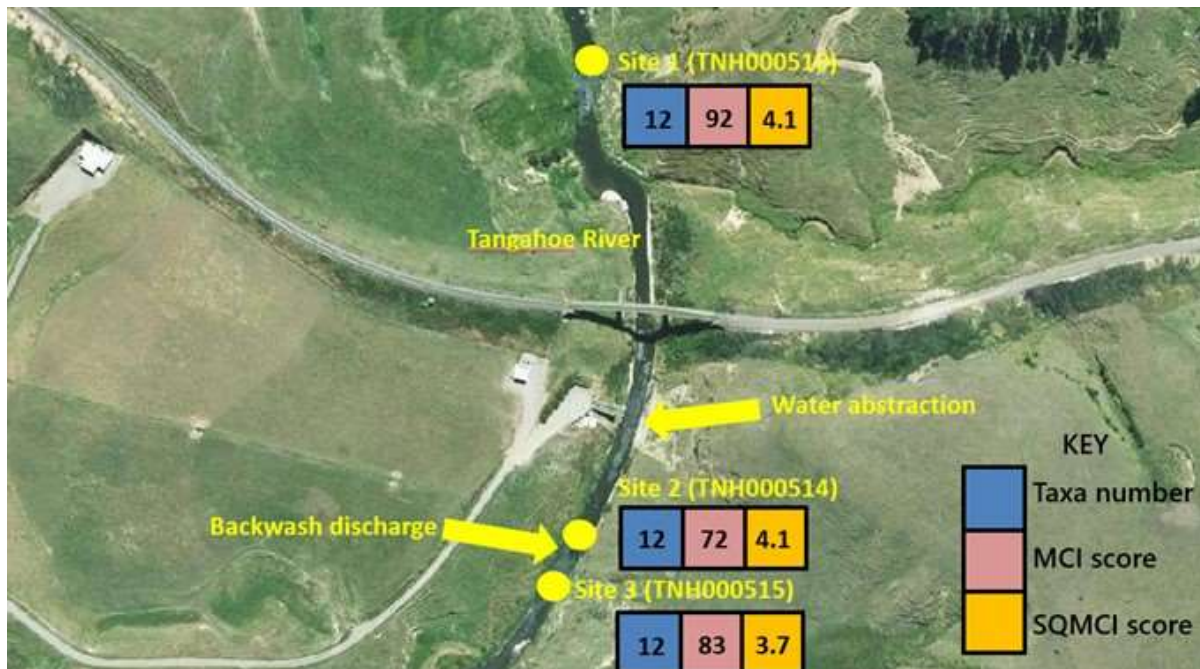 Site 1 (TNH000510)
12 92 4.1
Tangahoe River
Water abstraction
KEY
Taxa number
MCI score
SQMCI score
Site 2 (TNH000514)
12 72 4.1
Backwash discharge
Site 3 (TNH000515)
12 83 3.7